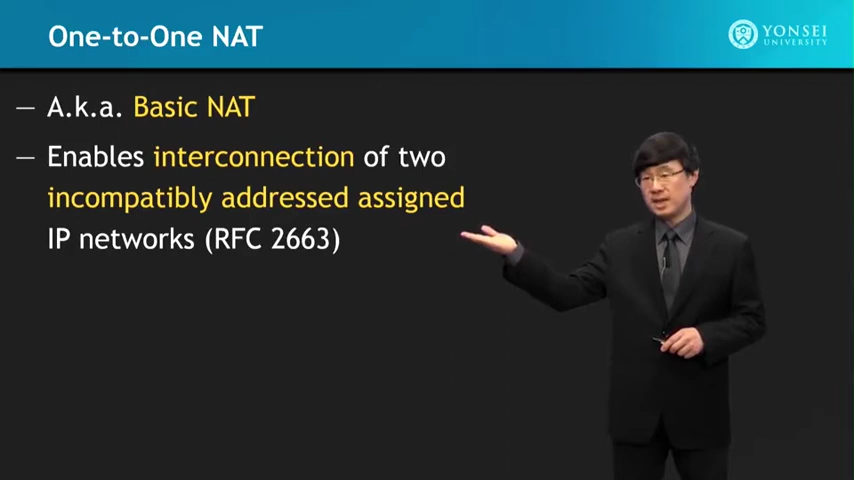 One-to-One NAT
YONSEI
UNIVERSITY
— A.k.a. Basic NAT
— Enables interconnection of two
incompatibly addressed assigned
IP networks (RFC 2663)